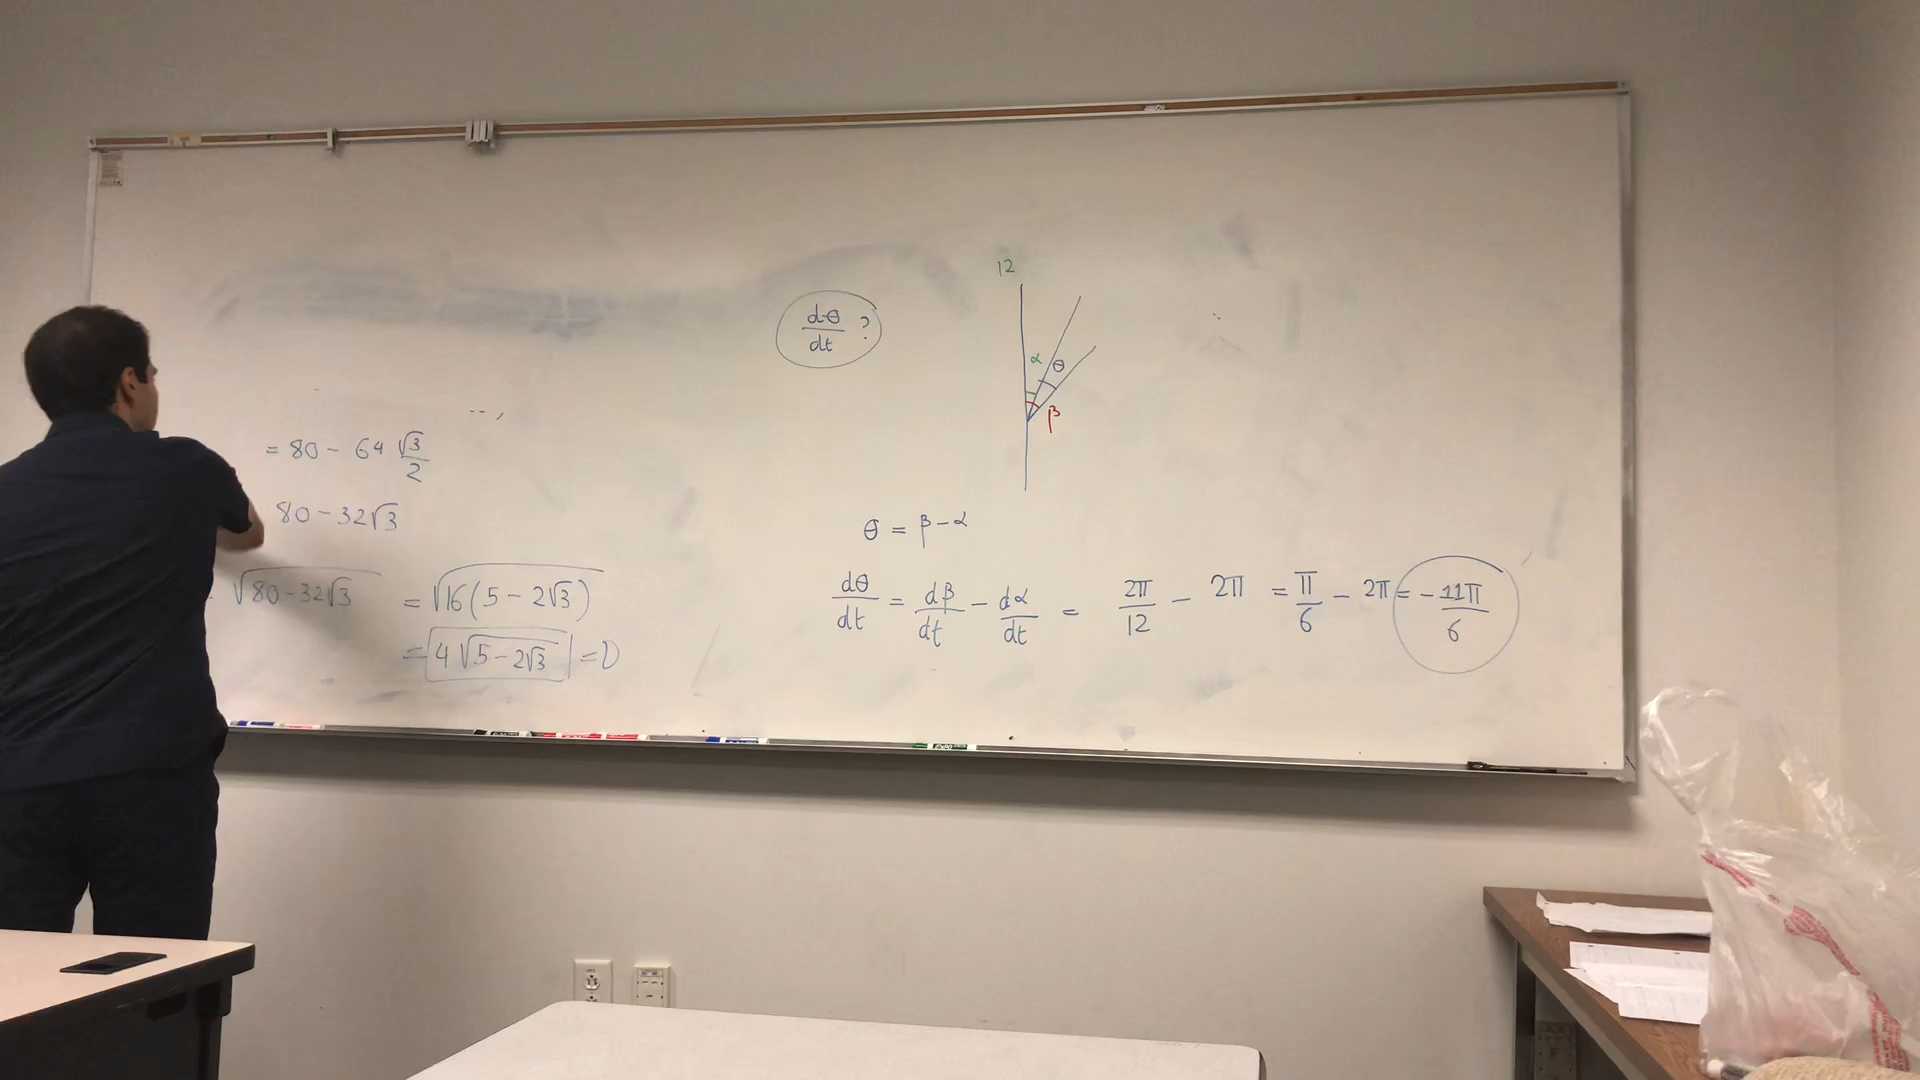 12
dθ/dt ?
α θ
β
= 80 - 64 √3/2
80 - 32√3
√(80-32√3) = √(16(5-2√3))
= 4√(5-2√3) = D
θ = β-α
dθ/dt = dβ/dt - dα/dt = 2π/12 - 2π = π/6 - 2π = - 11π/6